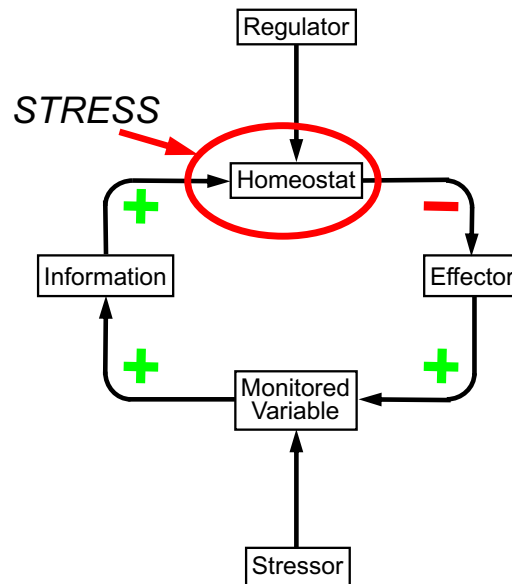 Regulator
STRESS
Homeostat
+
−
Information
Effector
+
+
Monitored
Variable
Stressor